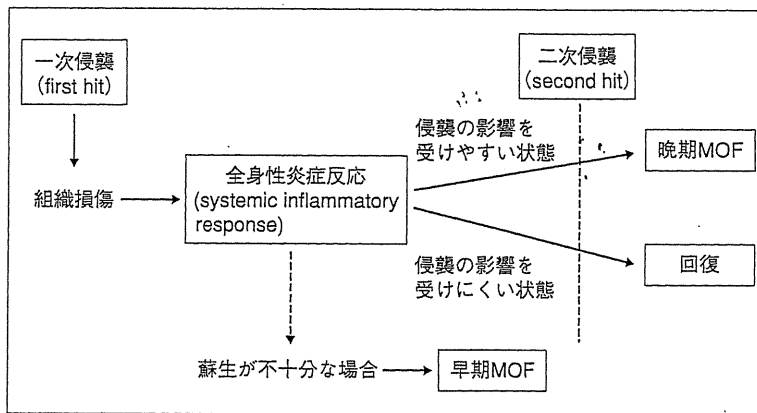 一次侵襲
(first hit)
二次侵襲
(second hit)
侵襲の影響を
受けやすい状態
晩期MOF
組織損傷
全身性炎症反応
(systemic inflammatory
response)
侵襲の影響を
受けにくい状態
回復
蘇生が不十分な場合
早期MOF